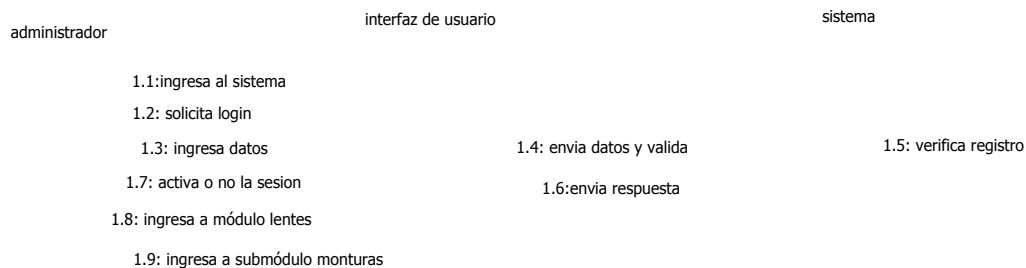 administrador
interfaz de usuario
sistema
1.1:ingresa al sistema
1.2: solicita login
1.3: ingresa datos
1.4: envia datos y valida
1.5: verifica registro
1.7: activa o no la sesion
1.6:envia respuesta
1.8: ingresa a módulo lentes
1.9: ingresa a submódulo monturas